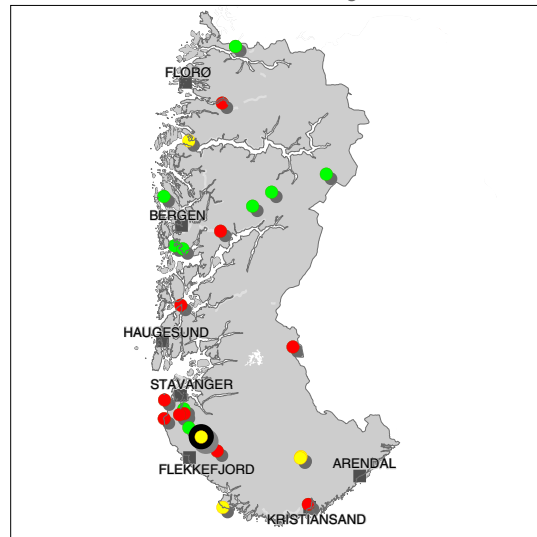 FLORØ
BERGEN
HAUGESUND
STAVANGER
FLEKKEFJORD
ARENDAL
KRISTIANSAND